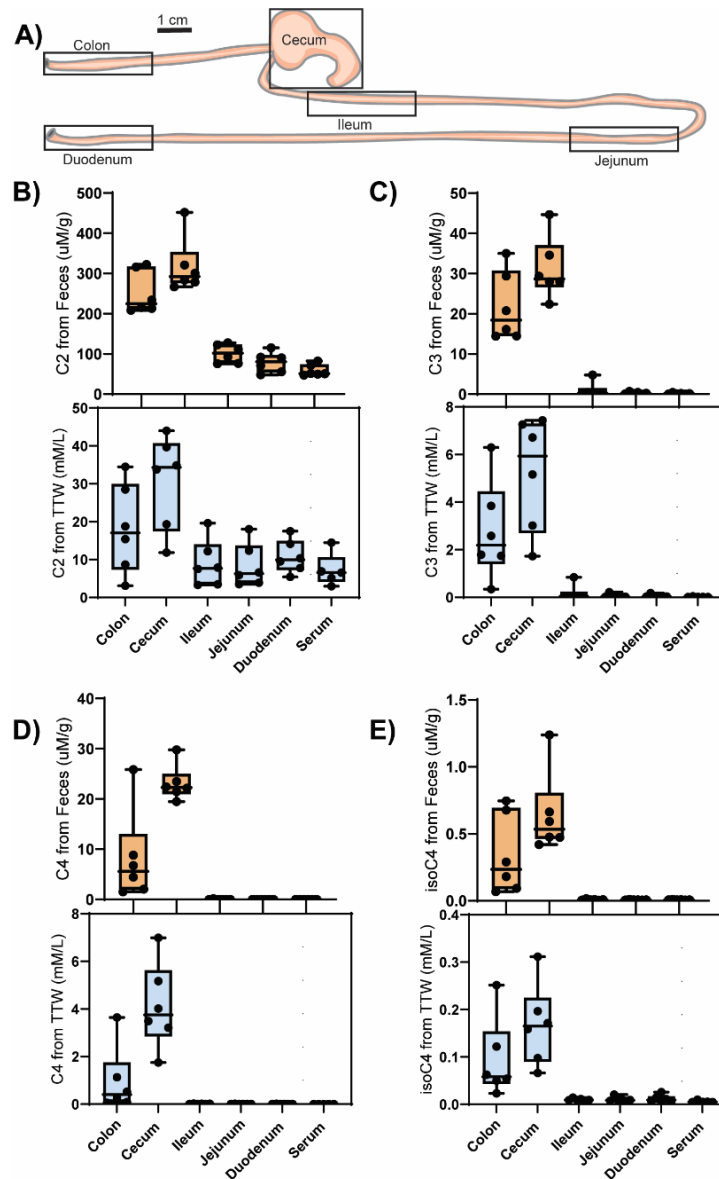 A)
1 cm
Colon
Cecum
Ileum
Duodenum
Jejunum
B)
C2 from Feces (uM/g)
500
400
300
200
100
0
C2 from TTW (mM/L)
50
40
30
20
10
0
Colon
Cecum
Ileum
Jejunum
Duodenum
Serum
C)
C3 from Feces (uM/g)
50
40
30
20
10
0
C3 from TTW (mM/L)
8
6
4
2
0
Colon
Cecum
Ileum
Jejunum
Duodenum
Serum
D)
C4 from Feces (uM/g)
40
30
20
10
0
C4 from TTW (mM/L)
8
6
4
2
0
Colon
Cecum
Ileum
Jejunum
Duodenum
Serum
E)
isoC4 from Feces (uM/g)
1.5
1.0
0.5
0.0
isoC4 from TTW (mM/L)
0.4
0.3
0.2
0.1
0.0
Colon
Cecum
Ileum
Jejunum
Duodenum
Serum